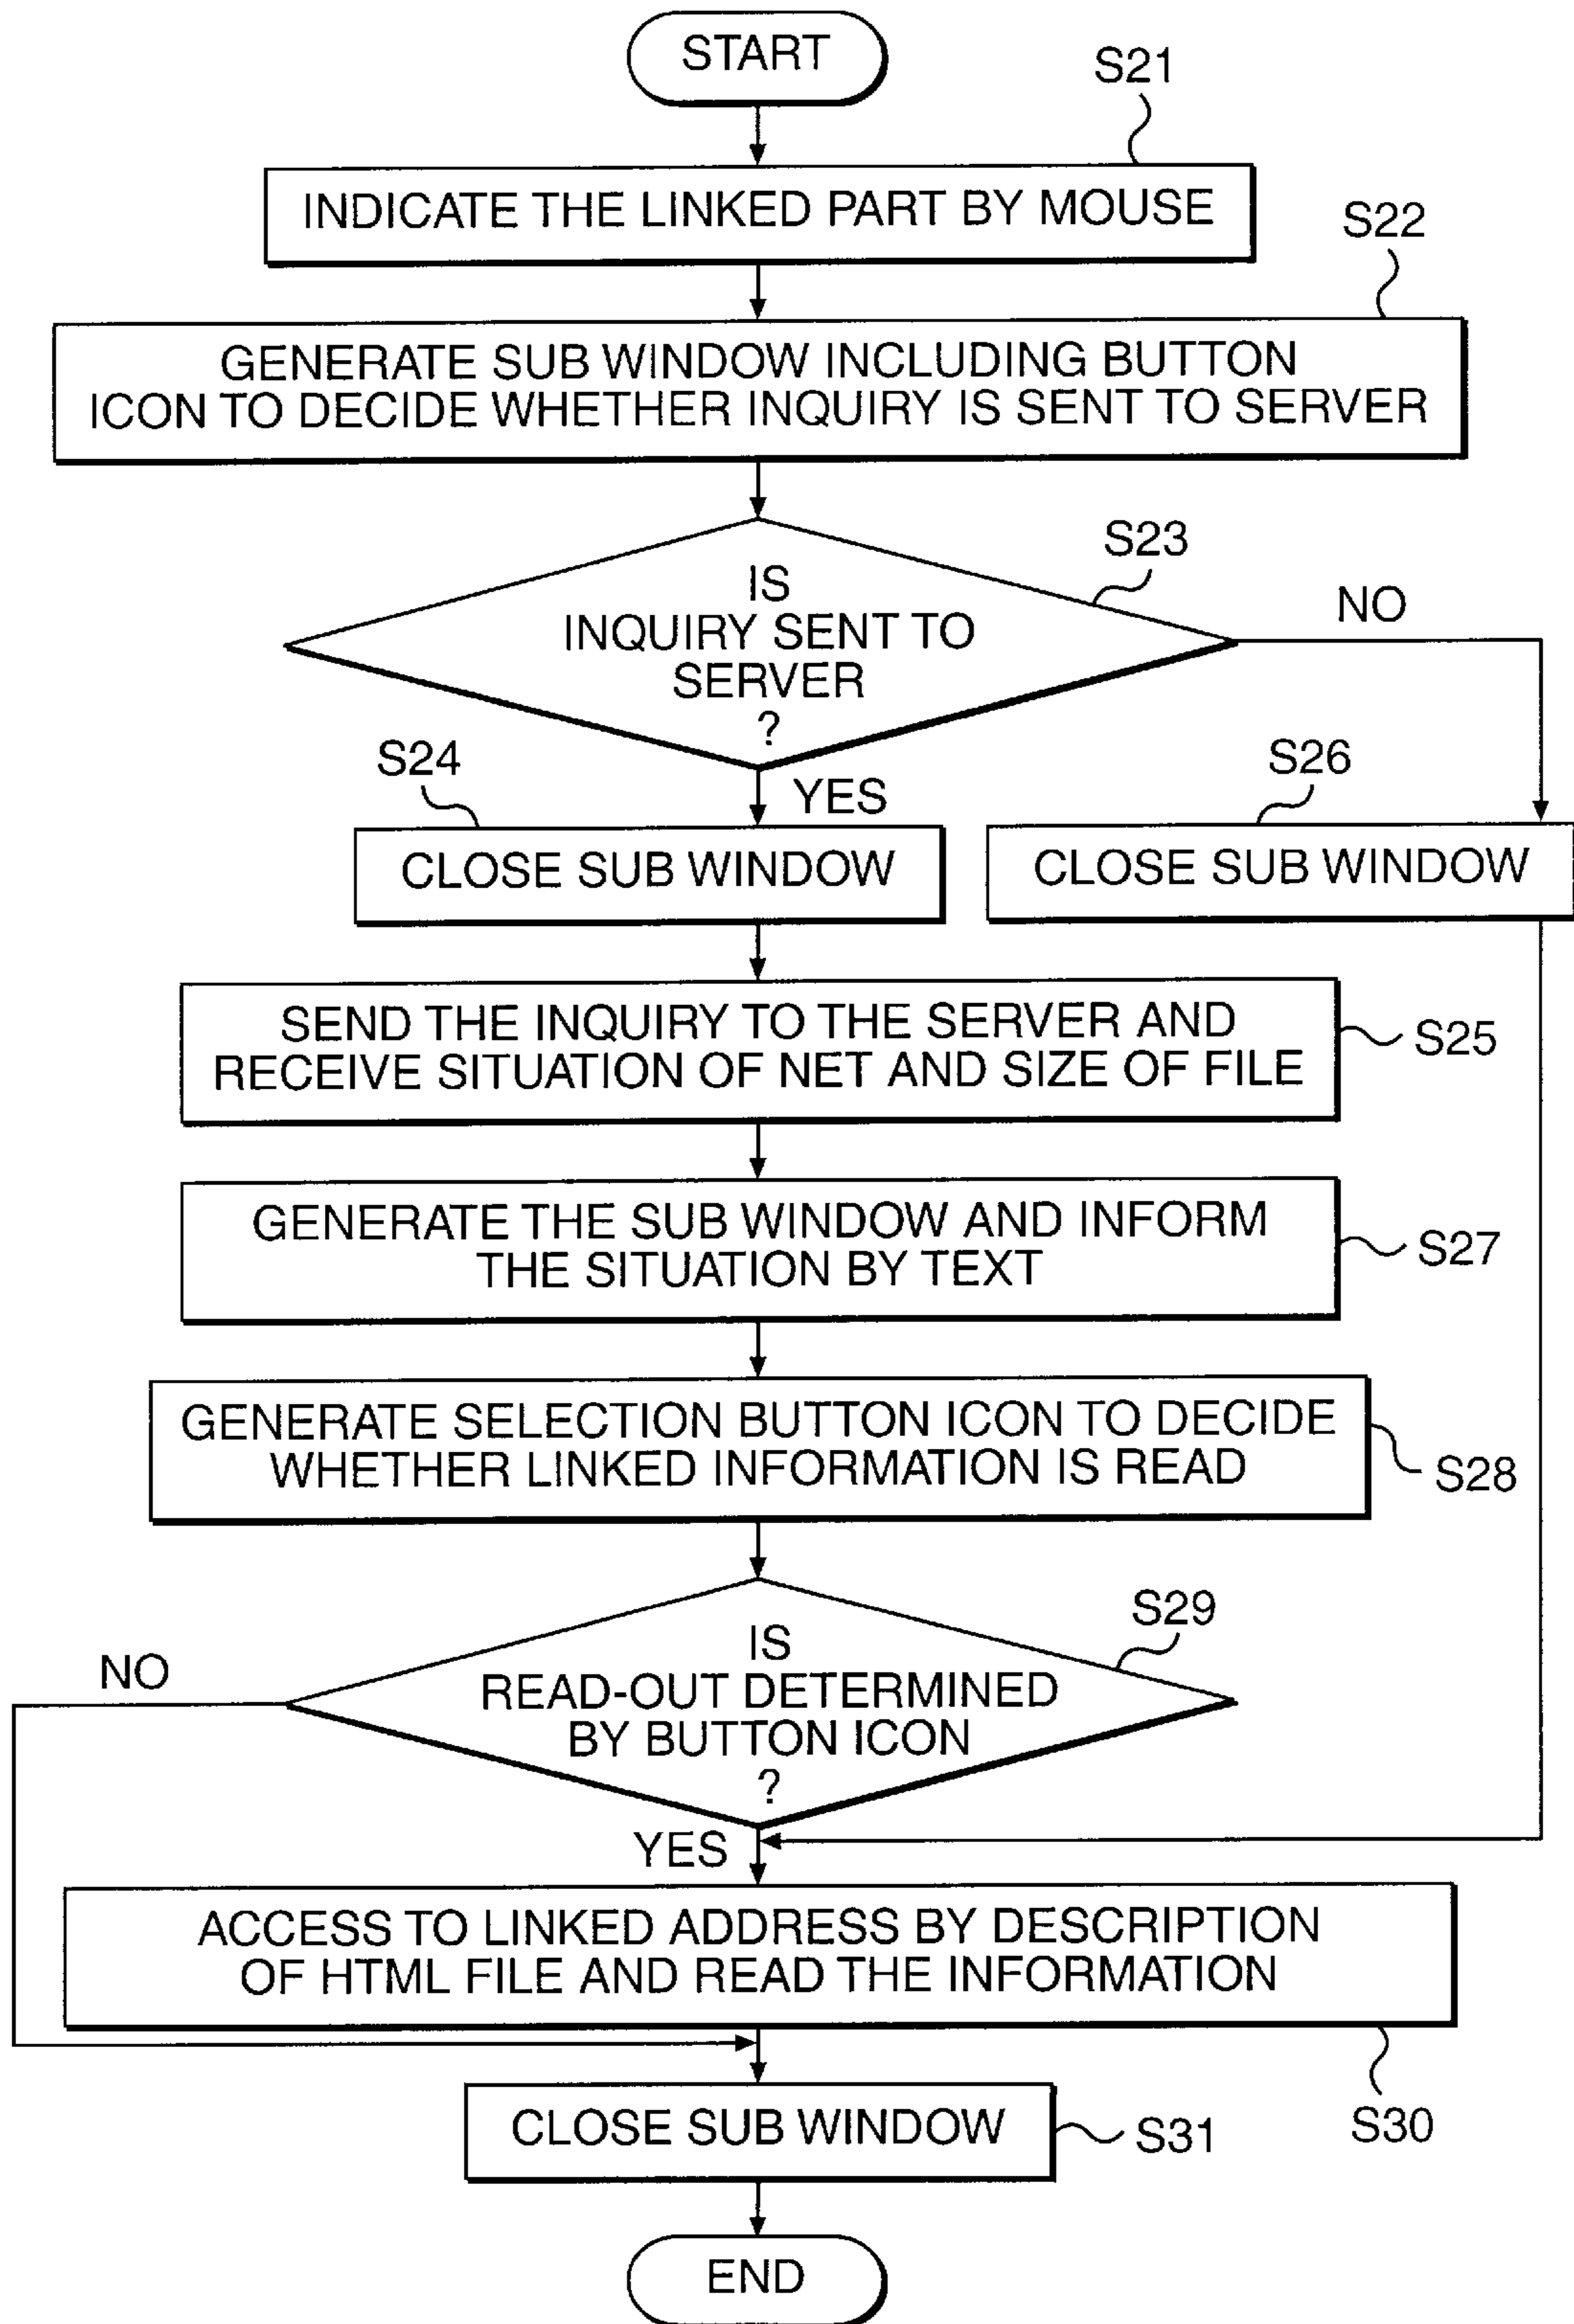 START
S21
INDICATE THE LINKED PART BY MOUSE
S22
GENERATE SUB WINDOW INCLUDING BUTTON
ICON TO DECIDE WHETHER INQUIRY IS SENT TO SERVER
S23
IS
INQUIRY SENT TO
SERVER
?
NO
YES
S24
CLOSE SUB WINDOW
S26
CLOSE SUB WINDOW
SEND THE INQUIRY TO THE SERVER AND
RECEIVE SITUATION OF NET AND SIZE OF FILE
S25
GENERATE THE SUB WINDOW AND INFORM
THE SITUATION BY TEXT
S27
GENERATE SELECTION BUTTON ICON TO DECIDE
WHETHER LINKED INFORMATION IS READ
S28
S29
NO
IS
READ-OUT DETERMINED
BY BUTTON ICON
?
YES
ACCESS TO LINKED ADDRESS BY DESCRIPTION
OF HTML FILE AND READ THE INFORMATION
S30
CLOSE SUB WINDOW
S31
END